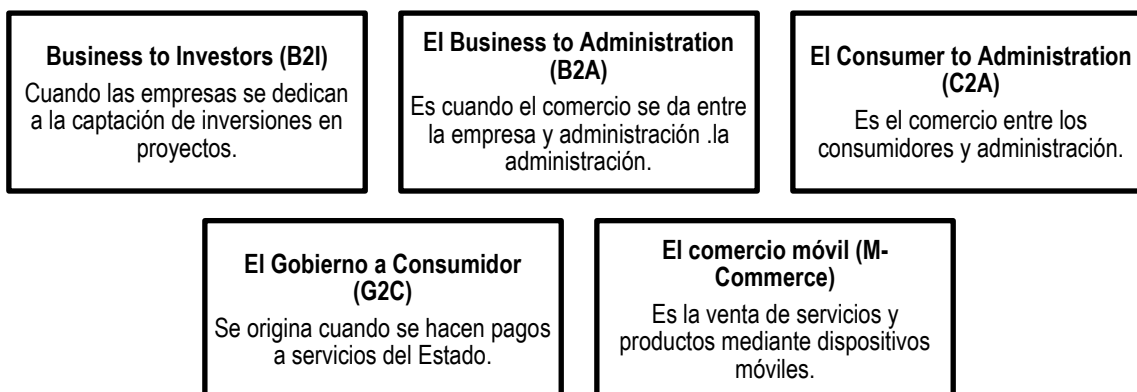 Business to Investors (B2I)
Cuando las empresas se dedican
a la captación de inversiones en
proyectos.
El Business to Administration
(B2A)
Es cuando el comercio se da entre
la empresa y administración .la
administración.
El Consumer to Administration
(C2A)
Es el comercio entre los
consumidores y administración.
El Gobierno a Consumidor
(G2C)
Se origina cuando se hacen pagos
a servicios del Estado.
El comercio móvil (M-
Commerce)
Es la venta de servicios y
productos mediante dispositivos
móviles.